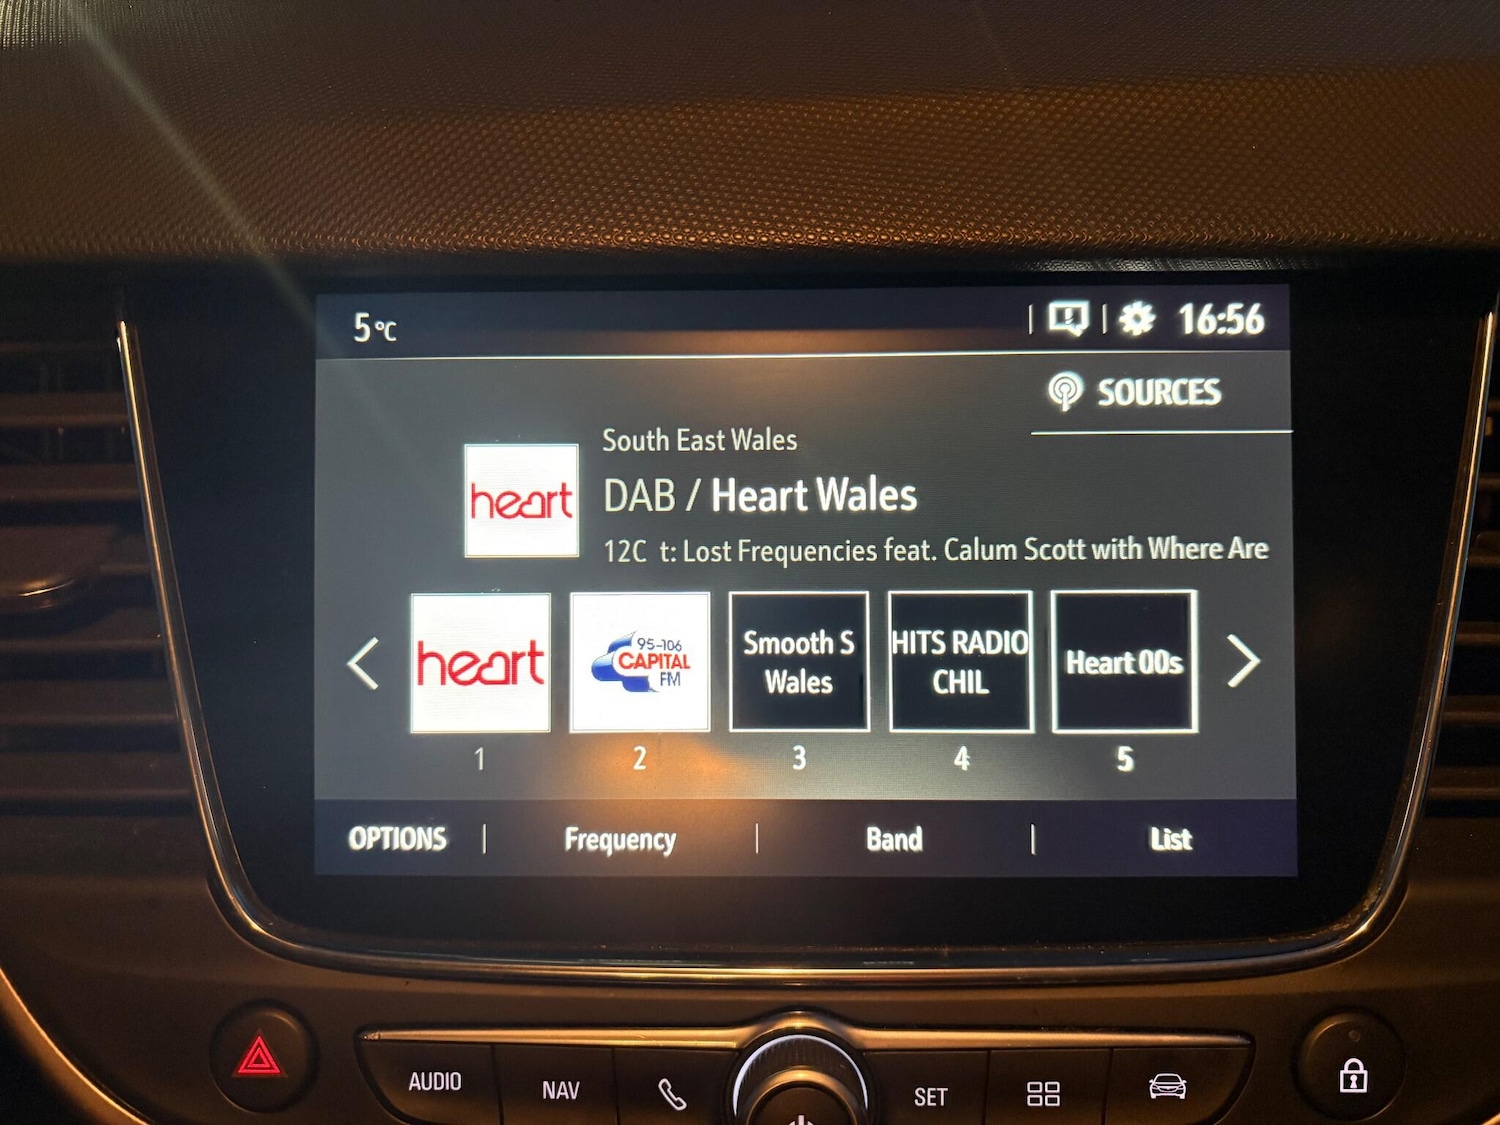 5°C
16:56
SOURCES
South East Wales
heart
DAB / Heart Wales
12C t: Lost Frequencies feat. Calum Scott with Where Are
heart
95-106
CAPITAL
FM
Smooth S
Wales
HITS RADIO
CHIL
Heart 00s
1
2
3
4
5
OPTIONS
Frequency
Band
List
AUDIO
NAV
SET